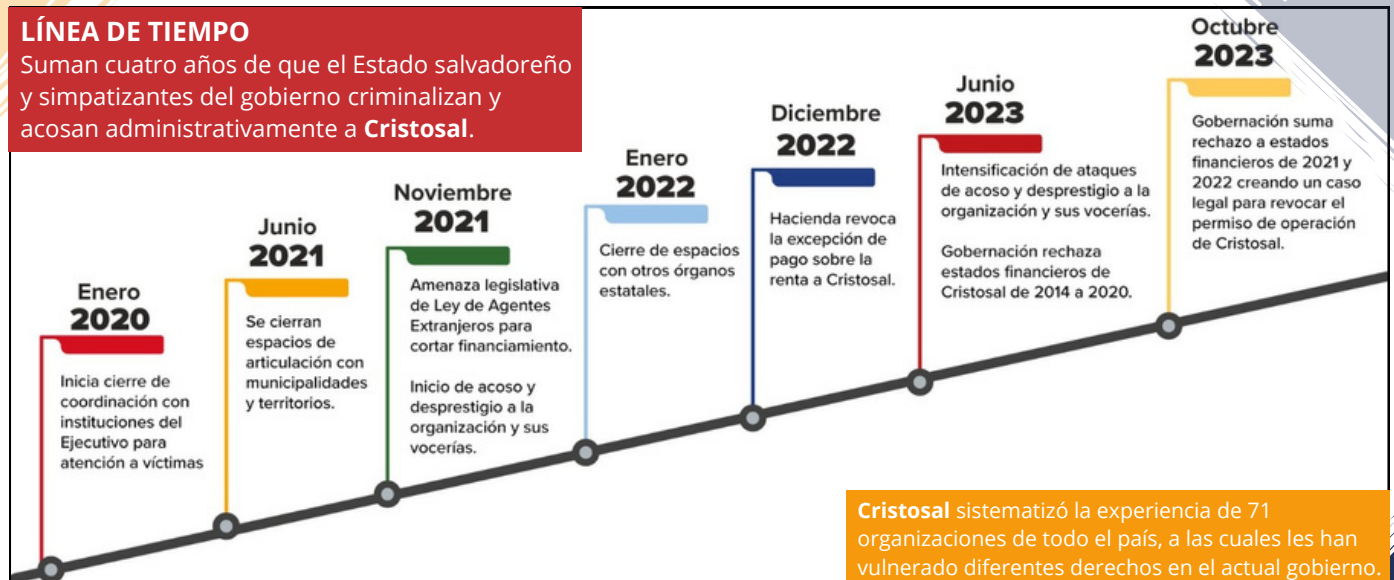 LÍNEA DE TIEMPO
Suman cuatro años de que el Estado salvadoreño
y simpatizantes del gobierno criminalizan y
acosan administrativamente a Cristosal.
Enero
2020
Inicia cierre de
coordinación con
instituciones del
Ejecutivo para
atención a víctimas
Junio
2021
Se cierran
espacios de
articulación con
municipalidades
y territorios.
Noviembre
2021
Amenaza legislativa
de Ley de Agentes
Extranjeros para
cortar financiamiento.
Inicio de acoso y
desprestigio a la
organización y sus
vocerías.
Enero
2022
Cierre de espacios
con otros órganos
estatales.
Diciembre
2022
Hacienda revoca
la excepción de
pago sobre la
renta a Cristosal.
Junio
2023
Intensificación de ataques
de acoso y desprestigio a la
organización y sus vocerías.
Gobernación rechaza
estados financieros de
Cristosal de 2014 a 2020.
Octubre
2023
Gobernación suma
rechazo a estados
financieros de 2021 y
2022 creando un caso
legal para revocar el
permiso de operación
de Cristosal.
Cristosal sistematizó la experiencia de 71
organizaciones de todo el país, a las cuales les han
vulnerado diferentes derechos en el actual gobierno.